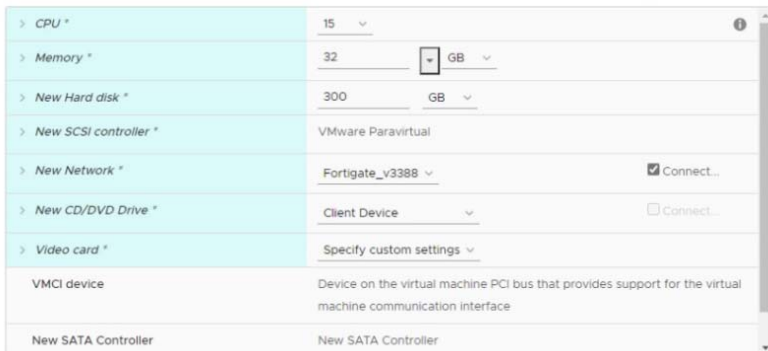 CPU * 15
Memory * 32 GB
New Hard disk * 300 GB
New SCSI controller * VMware Paravirtual
New Network * Fortigate_v3388 Connect...
New CD/DVD Drive * Client Device Connect...
Video card * Specify custom settings
VMCI device Device on the virtual machine PCI bus that provides support for the virtual
machine communication interface
New SATA Controller New SATA Controller